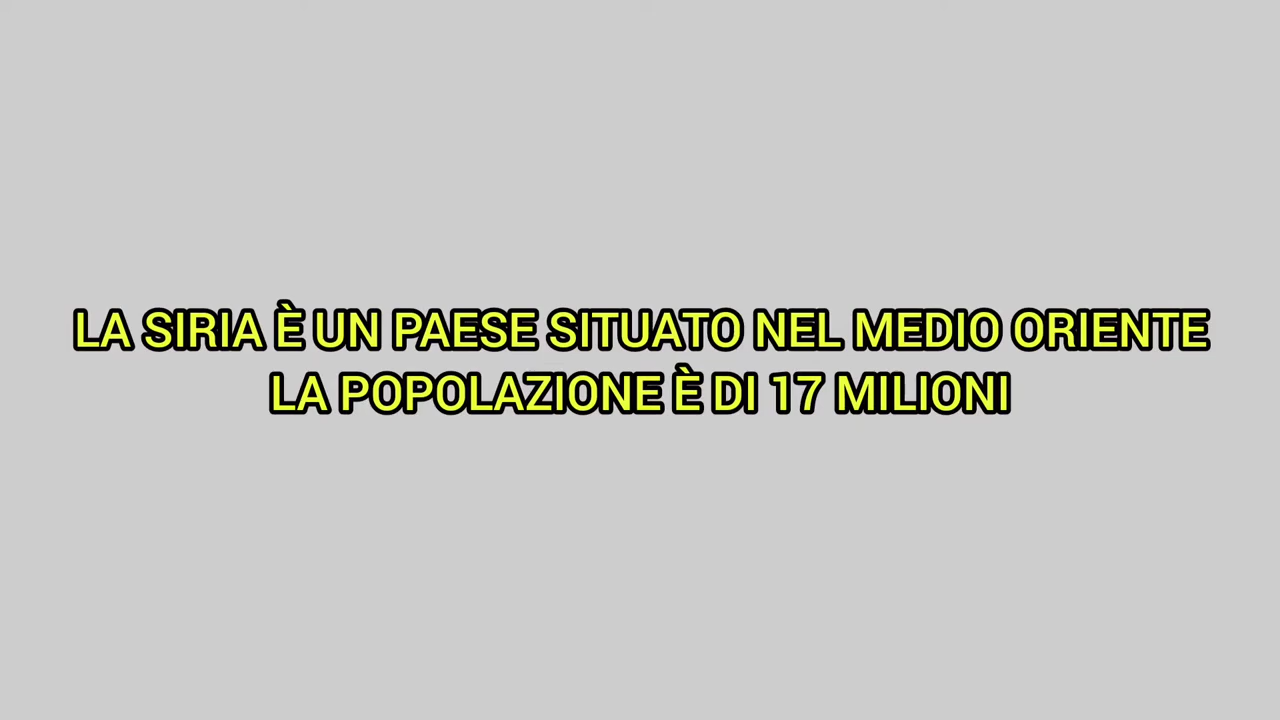 LA SIRIA È UN PAESE SITUATO NEL MEDIO ORIENTE
LA POPOLAZIONE È DI 17 MILIONI